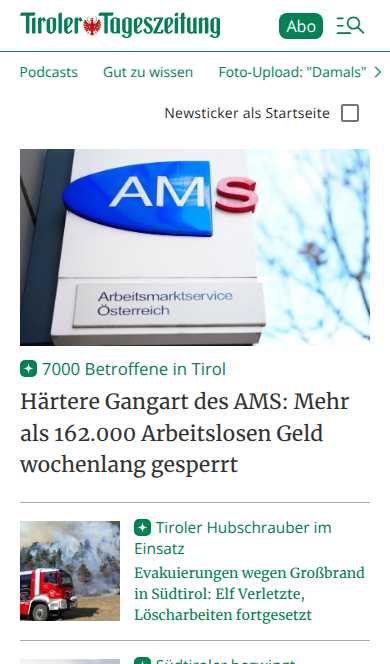 Tiroler Tageszeitung
Abo
Podcasts Gut zu wissen Foto-Upload: "Damals"
Newsticker als Startseite
AMS
Arbeitsmarktservice
Österreich
7000 Betroffene in Tirol
Härtere Gangart des AMS: Mehr
als 162.000 Arbeitslosen Geld
wochenlang gesperrt
Tiroler Hubschrauber im
Einsatz
Evakuierungen wegen Großbrand
in Südtirol: Elf Verletzte,
Löscharbeiten fortgesetzt